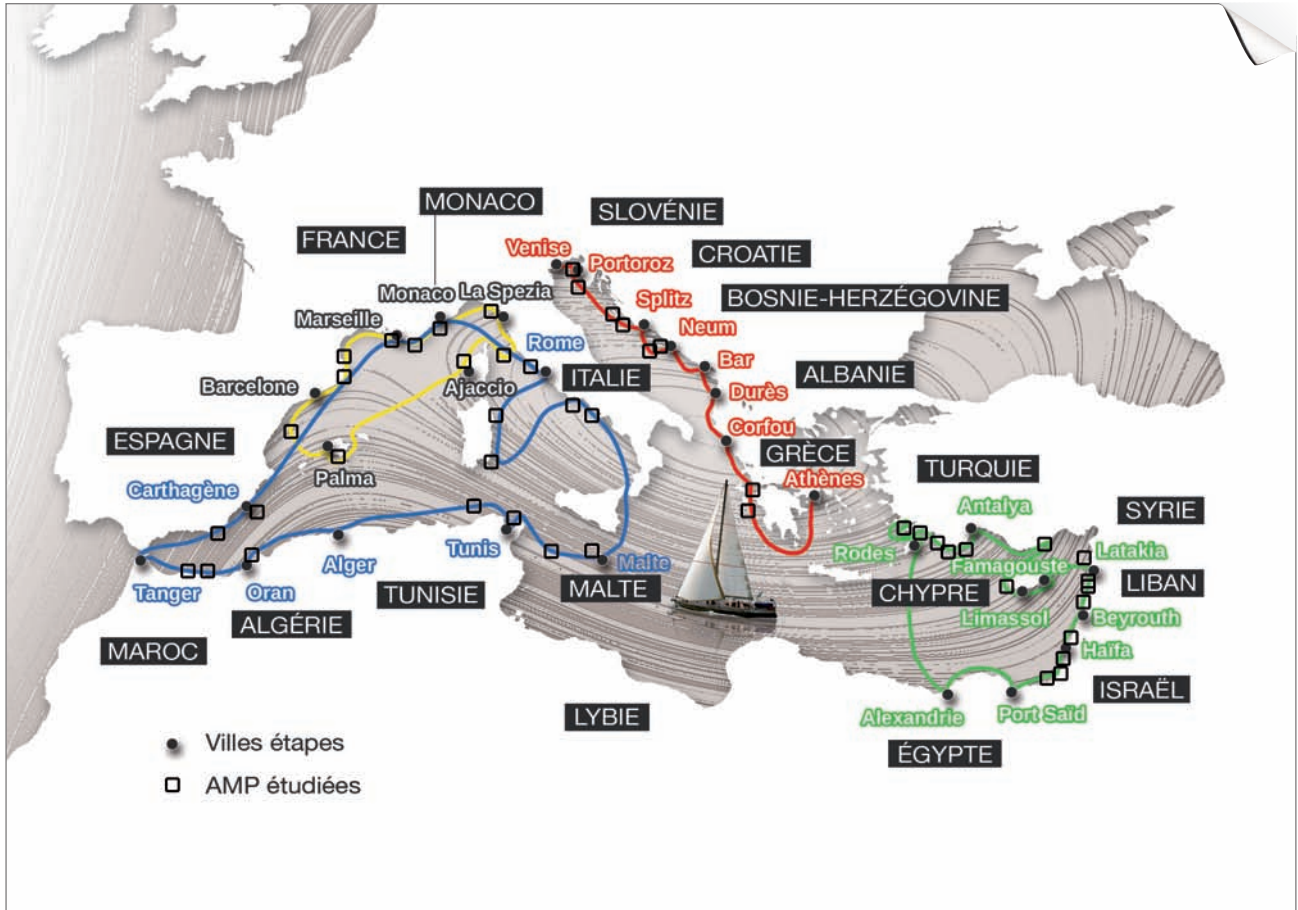 MONACO
SLOVÉNIE
FRANCE
Venise
CROATIE
Portoroz
Monaco
La Spezia
BOSNIE-HERZÉGOVINE
Splitz
Marseille
Neum
Rome
Bar
Barcelone
Ajaccio
ITALIE
ALBANIE
Durès
Corfou
ESPAGNE
GRÈCE
TURQUIE
Palma
Athènes
Carthagène
Antalya
SYRIE
Tunis
Rodes
Latakia
Alger
Malte
Famagouste
Tanger
Oran
TUNISIE
MALTE
CHYPRE
LIBAN
Limassol
Beyrouth
ALGÉRIE
MAROC
Haïfa
ISRAËL
LYBIE
Alexandrie
Port Saïd
Villes étapes
ÉGYPTE
AMP étudiées